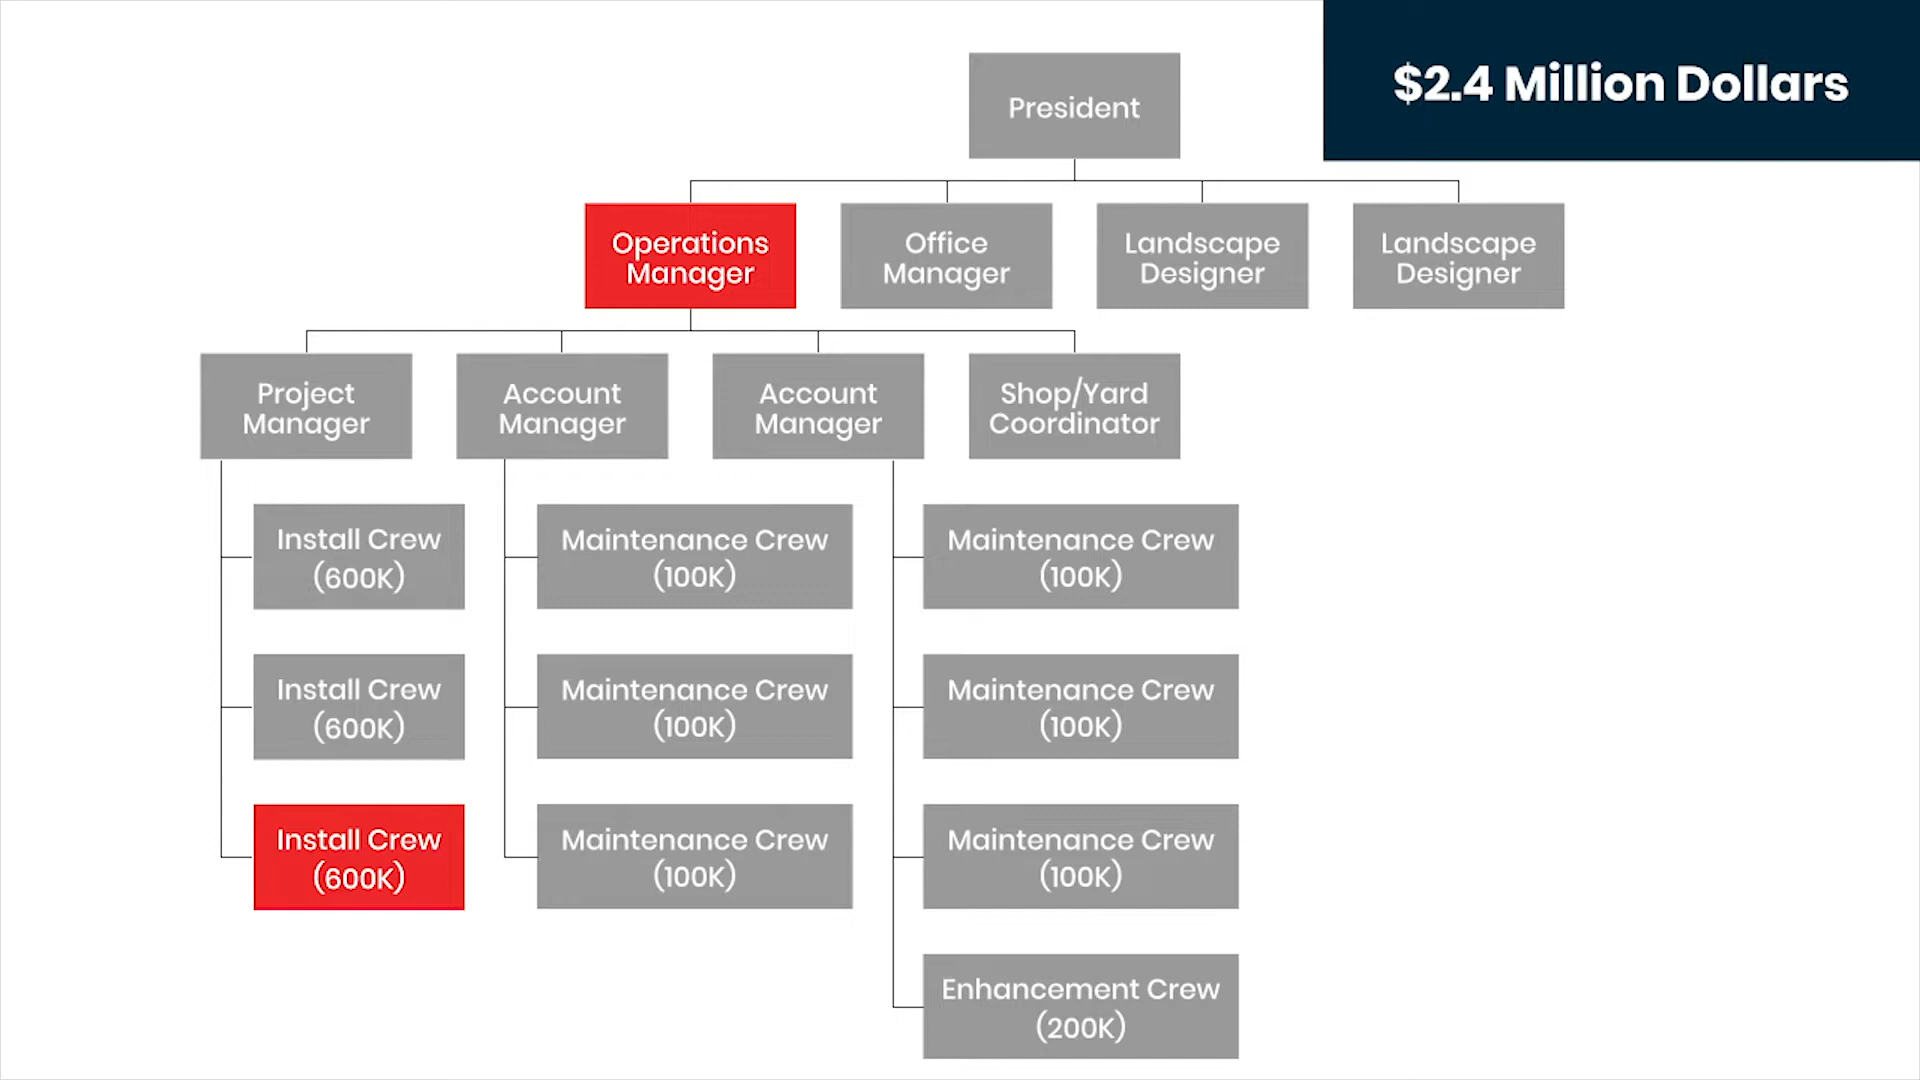 $2.4 Million Dollars
President
Operations
Manager
Office
Manager
Landscape
Designer
Landscape
Designer
Project
Manager
Account
Manager
Account
Manager
Shop/Yard
Coordinator
Install Crew
(600K)
Maintenance Crew
(100K)
Maintenance Crew
(100K)
Install Crew
(600K)
Maintenance Crew
(100K)
Maintenance Crew
(100K)
Install Crew
(600K)
Maintenance Crew
(100K)
Maintenance Crew
(100K)
Enhancement Crew
(200K)